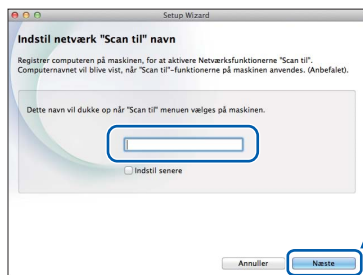 Setup Wizard
Indstil netværk "Scan til" navn
Registrer computeren på maskinen, for at aktivere Netværksfunktionerne "Scan til".
Computernavnet vil blive vist, når "Scan til"-funktionerne på maskinen anvendes. (Anbefalet).
Dette navn vil dukke op når "Scan til" menuen vælges på maskinen.
Indstil senere
Annuller
Næste